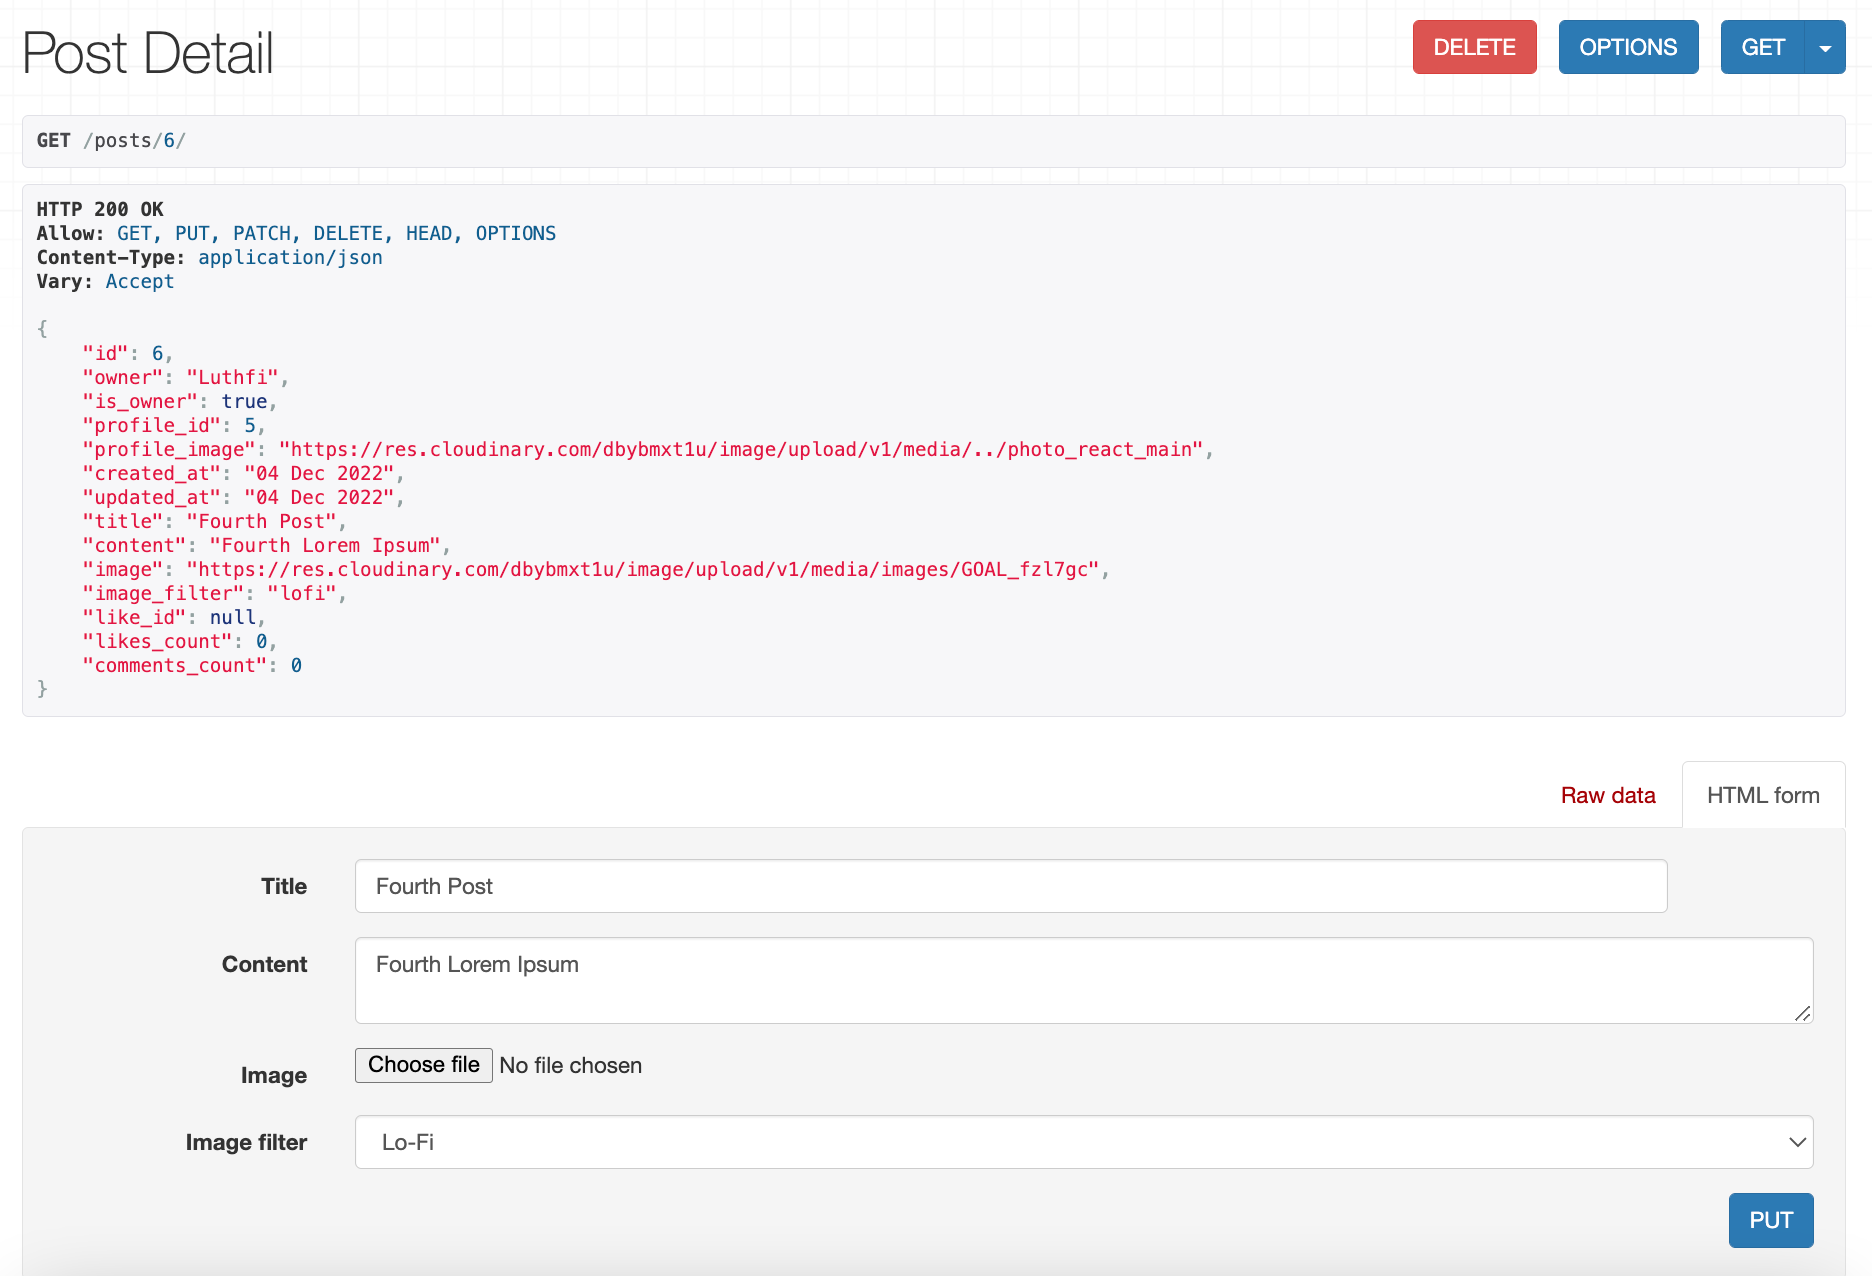 Post Detail
DELETE OPTIONS GET
GET /posts/6/
HTTP 200 OK
Allow: GET, PUT, PATCH, DELETE, HEAD, OPTIONS
Content-Type: application/json
Vary: Accept
{
"id": 6,
"owner": "Luthfi",
"is_owner": true,
"profile_id": 5,
"profile_image": "https://res.cloudinary.com/dbybmxt1u/image/upload/v1/media/../photo_react_main",
"created_at": "04 Dec 2022",
"updated_at": "04 Dec 2022",
"title": "Fourth Post",
"content": "Fourth Lorem Ipsum",
"image": "https://res.cloudinary.com/dbybmxt1u/image/upload/v1/media/images/GOAL_fzl7gc",
"image_filter": "lofi",
"like_id": null,
"likes_count": 0,
"comments_count": 0
}
Raw data HTML form
Title Fourth Post
Content Fourth Lorem Ipsum
Image Choose file No file chosen
Image filter Lo-Fi
PUT